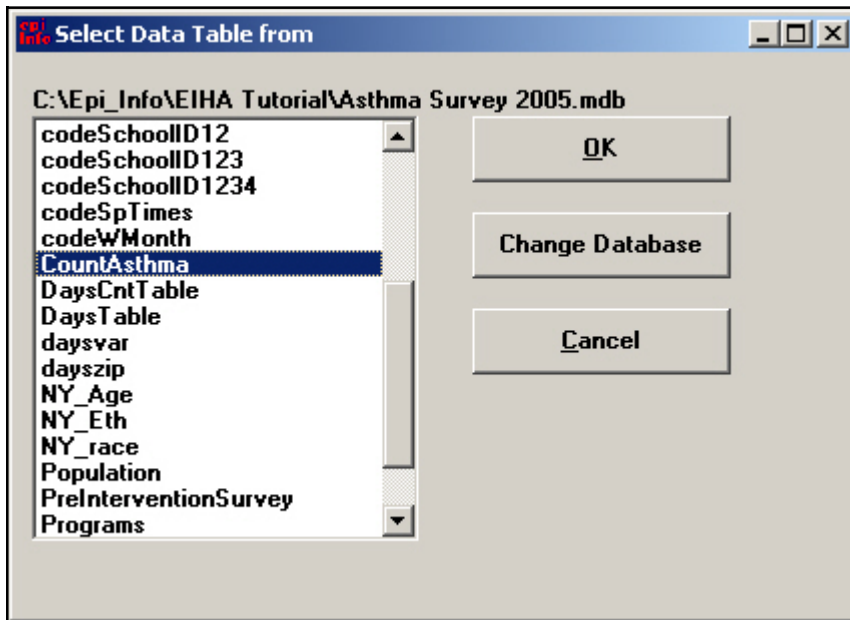 epi
info
Select Data Table from
C:\Epi_Info\EIHA Tutorial\Asthma Survey 2005.mdb
codeSchoolID12
codeSchoolID123
codeSchoolID1234
codeSpTimes
codeWMonth
CountAsthma
DaysCntTable
DaysTable
daysvar
dayszip
NY_Age
NY_Eth
NY_race
Population
PreInterventionSurvey
Programs
OK
Change Database
Cancel